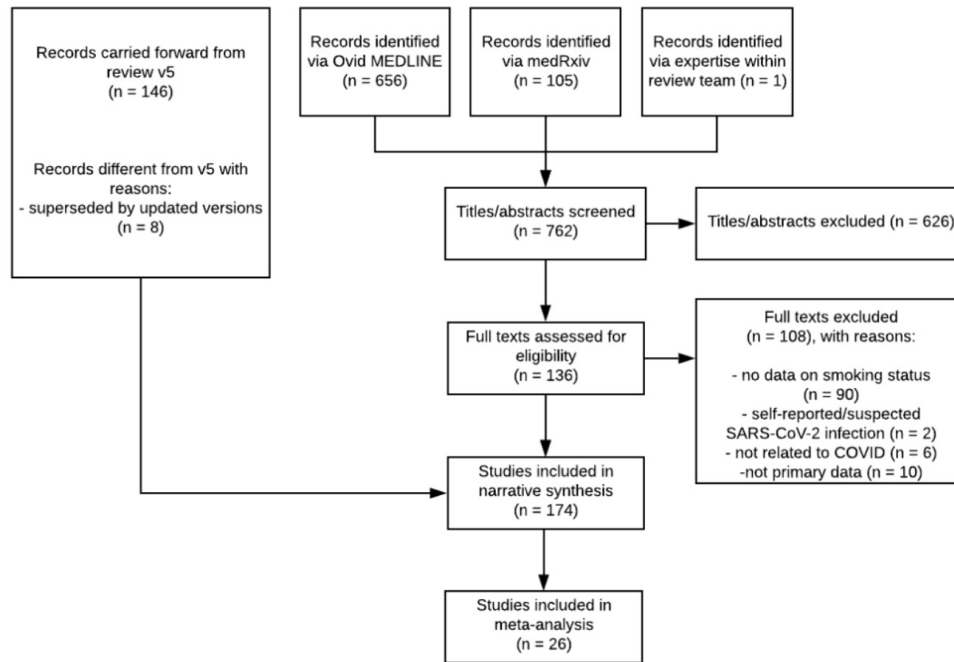 Records carried forward from
review v5
(n = 146)
Records different from v5 with
reasons:
- superseded by updated versions
(n = 8)
Records identified
via Ovid MEDLINE
(n = 656)
Records identified
via medRxiv
(n = 105)
Records identified
via expertise within
review team (n = 1)
Titles/abstracts screened
(n = 762)
Titles/abstracts excluded (n = 626)
Full texts assessed for
eligibility
(n = 136)
Full texts excluded
(n = 108), with reasons:
- no data on smoking status
(n = 90)
- self-reported/suspected
SARS-CoV-2 infection (n = 2)
- not related to COVID (n = 6)
-not primary data (n = 10)
Studies included in
narrative synthesis
(n = 174)
Studies included in
meta-analysis
(n = 26)